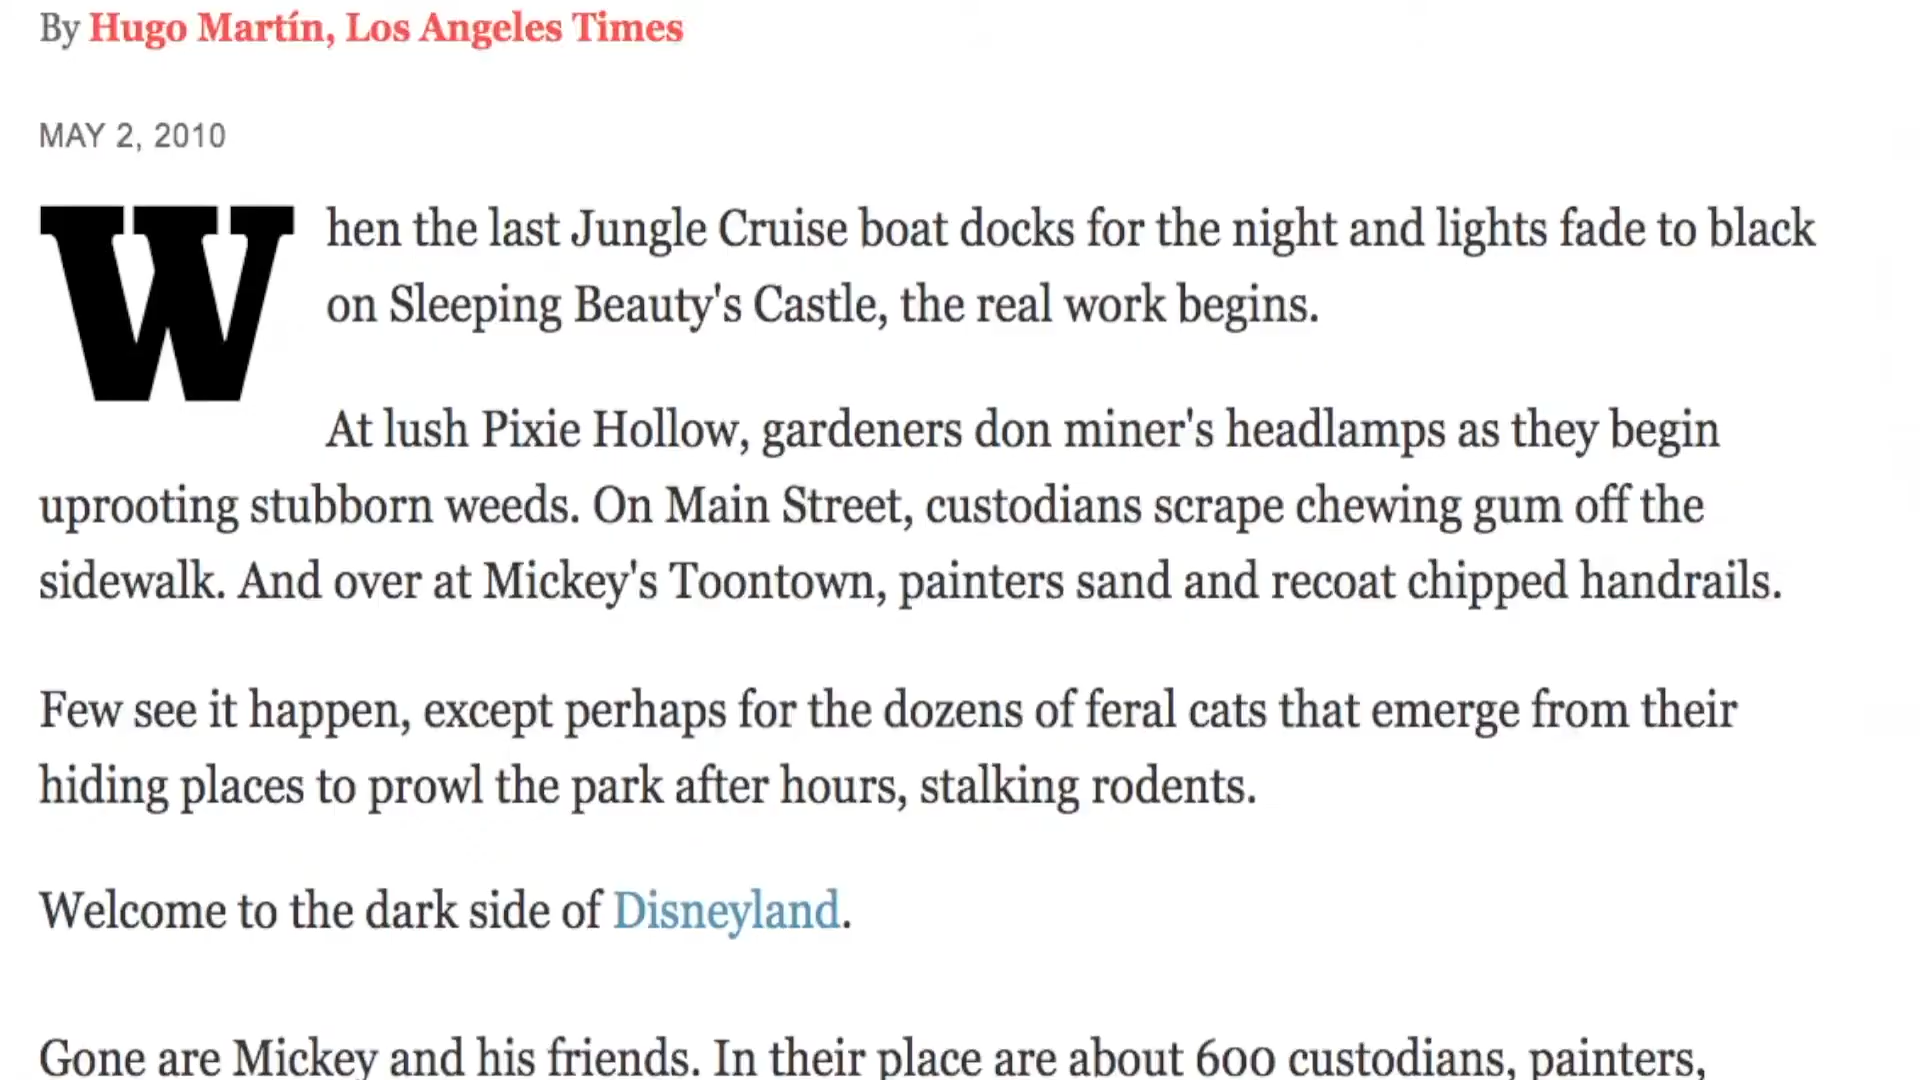 By Hugo Martín, Los Angeles Times
MAY 2, 2010
When the last Jungle Cruise boat docks for the night and lights fade to black
on Sleeping Beauty's Castle, the real work begins.
At lush Pixie Hollow, gardeners don miner's headlamps as they begin
uprooting stubborn weeds. On Main Street, custodians scrape chewing gum off the
sidewalk. And over at Mickey's Toontown, painters sand and recoat chipped handrails.
Few see it happen, except perhaps for the dozens of feral cats that emerge from their
hiding places to prowl the park after hours, stalking rodents.
Welcome to the dark side of Disneyland.
Gone are Mickey and his friends. In their place are about 600 custodians, painters,